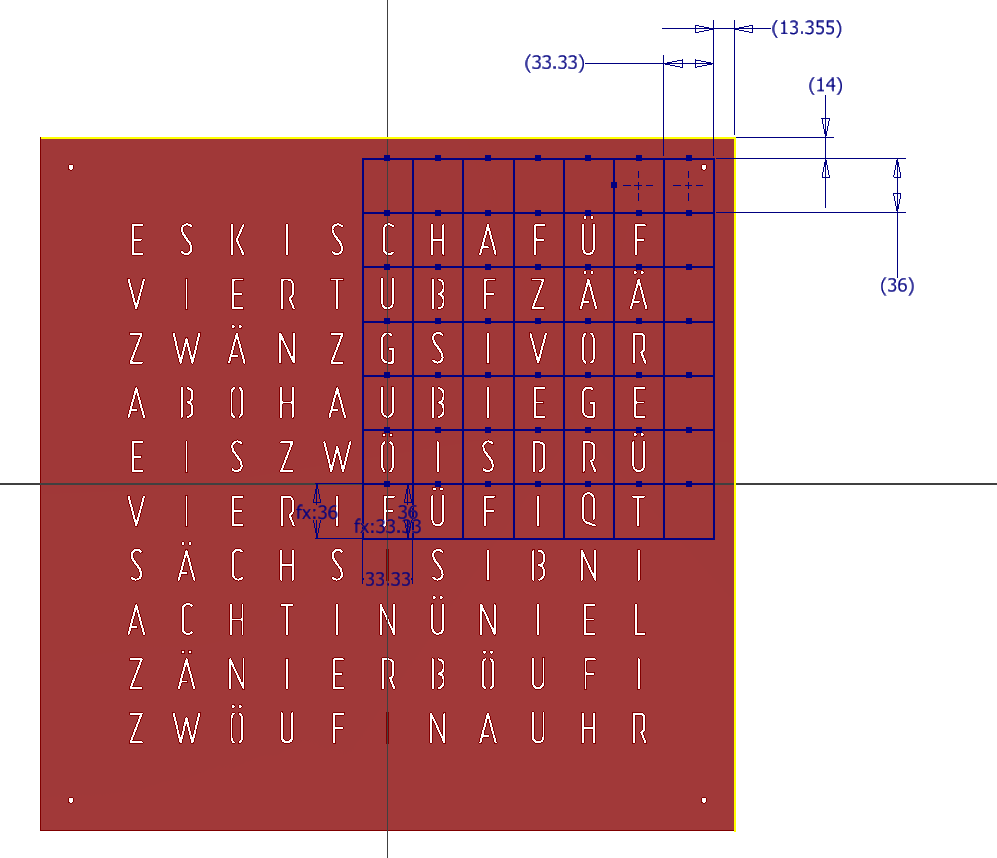 (13.355)
(33.33)
(14)
(36)
E S K I S C H A F Ü F
V I E R T U B F Z Ä Ä
Z W Ä N Z G S I V O R
A B O H A U B I E G E
E I S Z W Ö I S D R Ü
V I E R I F Ü F I Q T
fx:36
36
fx:33.33
S Ä C H S I S I B N I
33.33
A C H T I N Ü N I E L
Z Ä N I E R B Ö U F I
Z W Ö U F I N A U H R